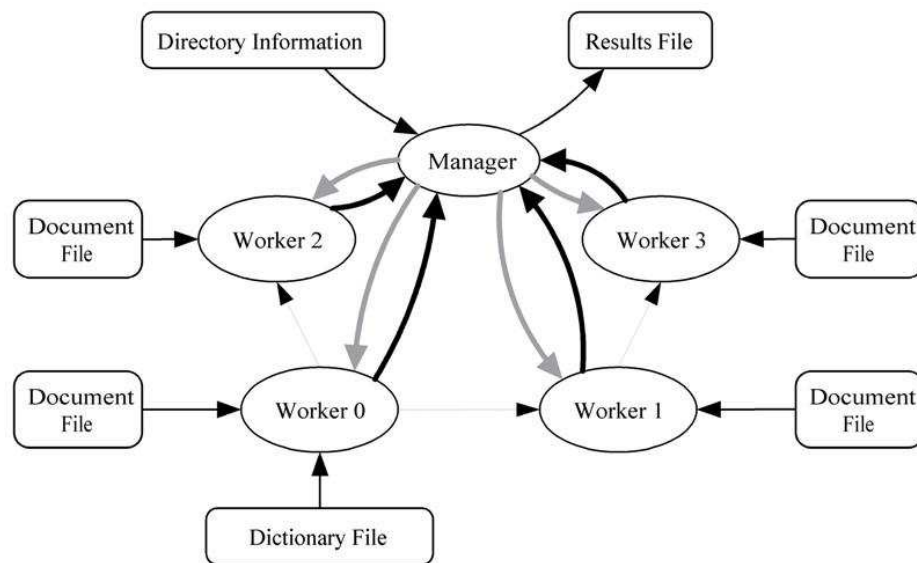 Directory Information
Results File
Manager
Document
File
Worker 2
Worker 3
Document
File
Document
File
Worker 0
Worker 1
Document
File
Dictionary File